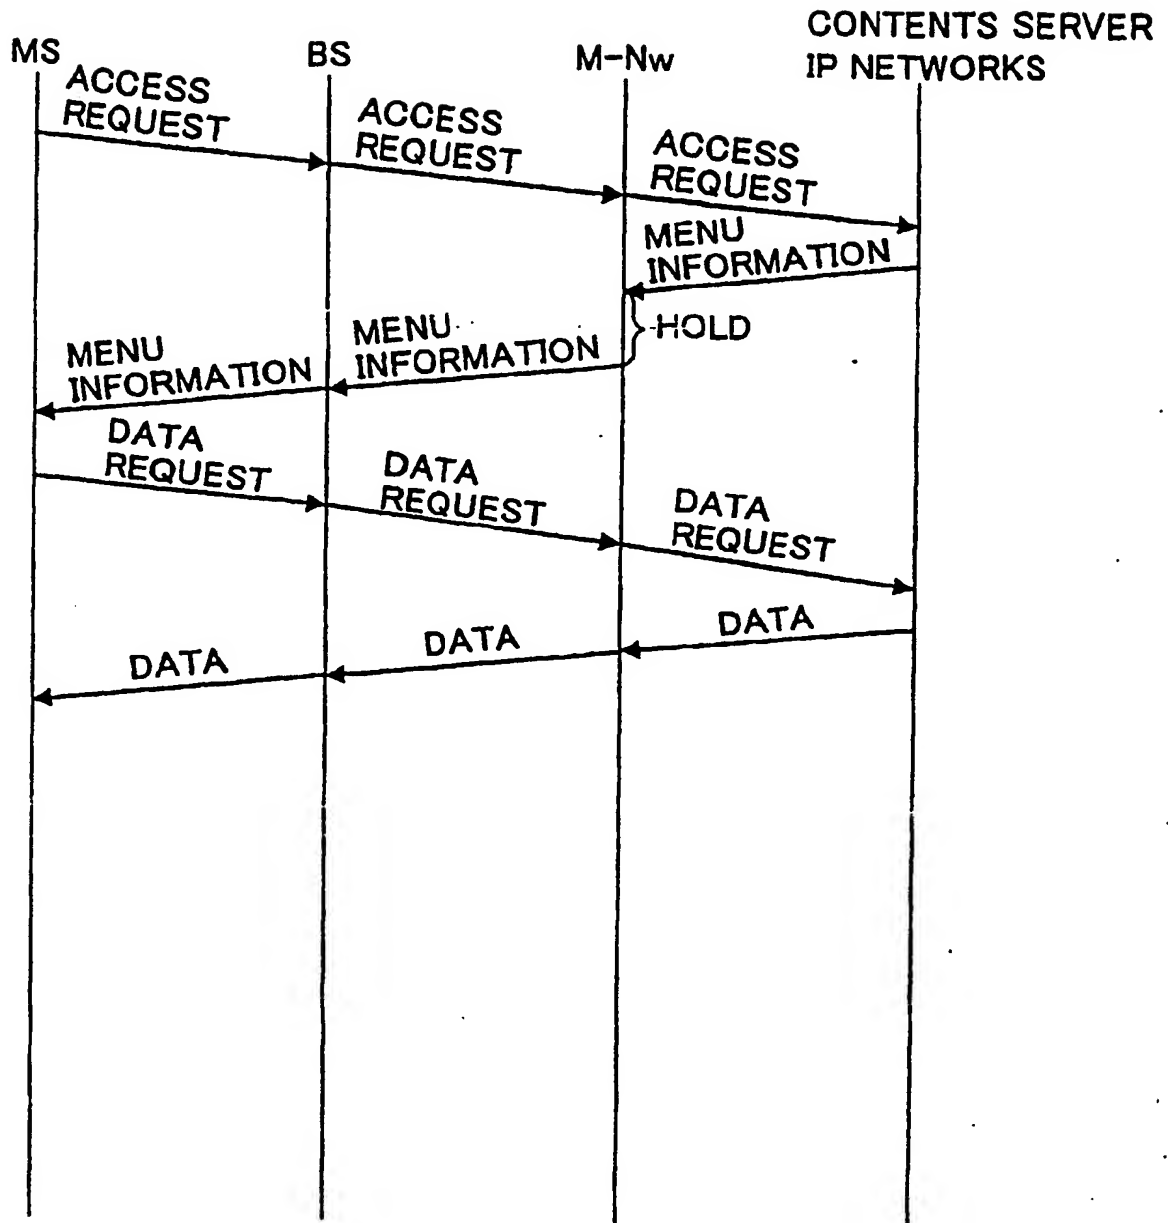 MS
BS
M-Nw
CONTENTS SERVER
IP NETWORKS
ACCESS
REQUEST
ACCESS
REQUEST
ACCESS
REQUEST
MENU
INFORMATION
HOLD
MENU
INFORMATION
MENU
INFORMATION
DATA
REQUEST
DATA
REQUEST
DATA
REQUEST
DATA
DATA
DATA